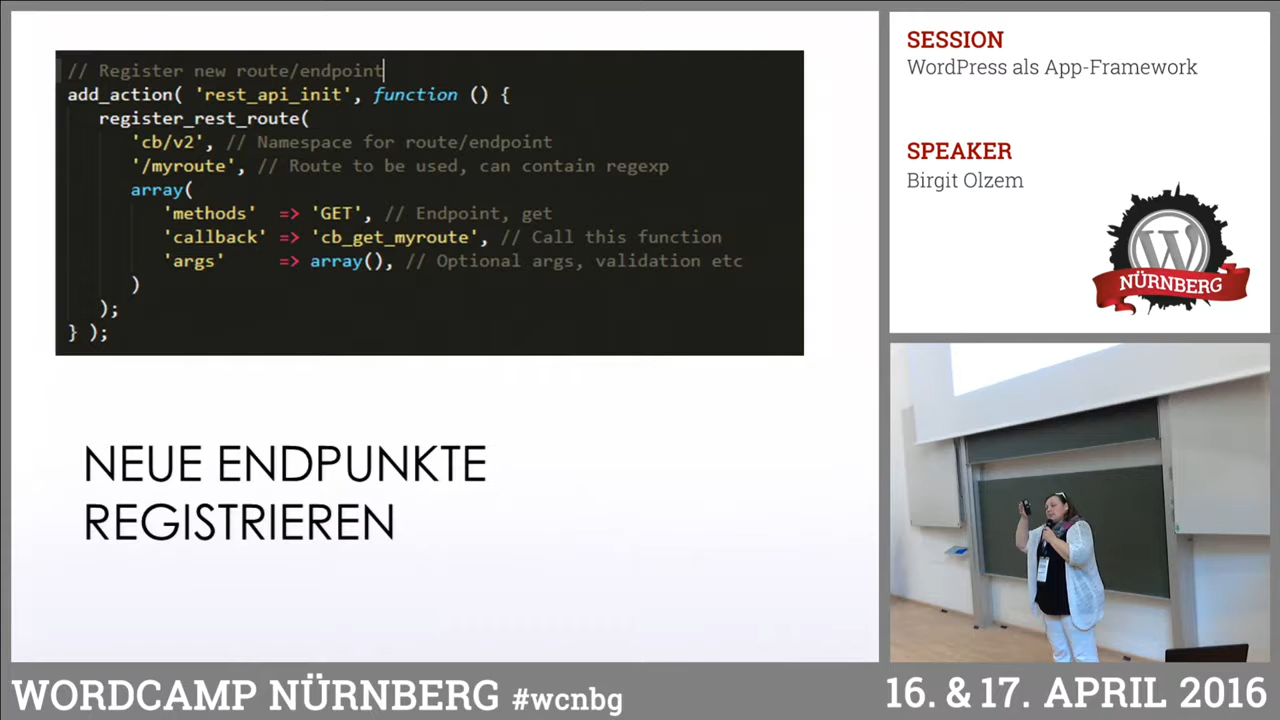 // Register new route/endpoint
add_action( 'rest_api_init', function () {
register_rest_route(
'cb/v2', // Namespace for route/endpoint
'/myroute', // Route to be used, can contain regexp
array(
'methods' => 'GET', // Endpoint, get
'callback' => 'cb_get_myroute', // Call this function
'args' => array(), // Optional args, validation etc
)
);
} );
NEUE ENDPUNKTE
REGISTRIEREN
SESSION
WordPress als App-Framework
SPEAKER
Birgit Olzem
W
NÜRNBERG
WORDCAMP NÜRNBERG #wcnbg
16. & 17. APRIL 2016